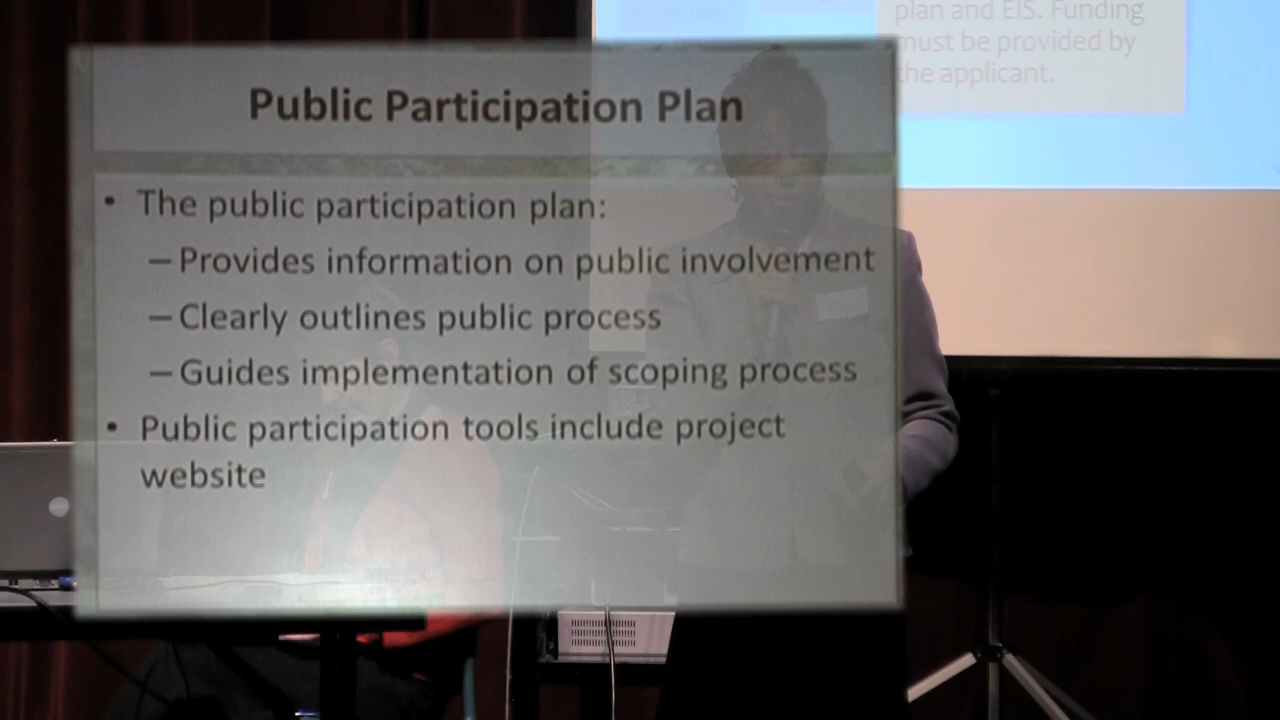 plan and EIS. Funding
must be provided by
the applicant.
Public Participation Plan
• The public participation plan:
– Provides information on public involvement
– Clearly outlines public process
– Guides implementation of scoping process
• Public participation tools include project
website